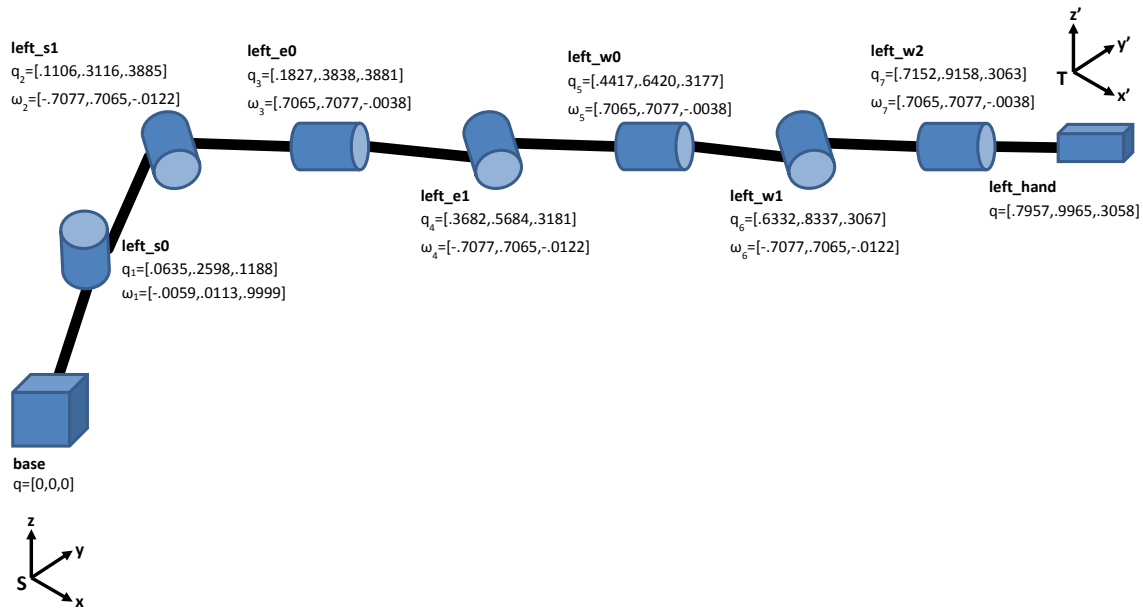 left_s1
q₂=[.1106,.3116,.3885]
ω₂=[-.7077,.7065,-.0122]
left_e0
q₃=[.1827,.3838,.3881]
ω₃=[.7065,.7077,-.0038]
left_w0
q₅=[.4417,.6420,.3177]
ω₅=[.7065,.7077,-.0038]
left_w2
q₇=[.7152,.9158,.3063]
ω₇=[.7065,.7077,-.0038]
z'
y'
T
x'
left_s0
q₁=[.0635,.2598,.1188]
ω₁=[-.0059,.0113,.9999]
left_e1
q₄=[.3682,.5684,.3181]
ω₄=[-.7077,.7065,-.0122]
left_w1
q₆=[.6332,.8337,.3067]
ω₆=[-.7077,.7065,-.0122]
left_hand
q=[.7957,.9965,.3058]
base
q=[0,0,0]
z
y
S
x